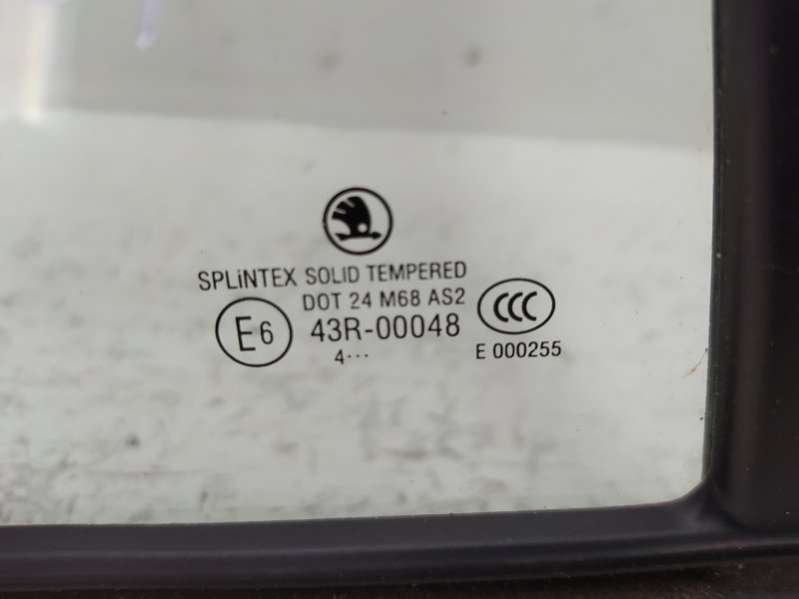 SPLiNTEX SOLID TEMPERED
DOT 24 M68 AS2
E6 43R-00048
CCC
4···
E 000255